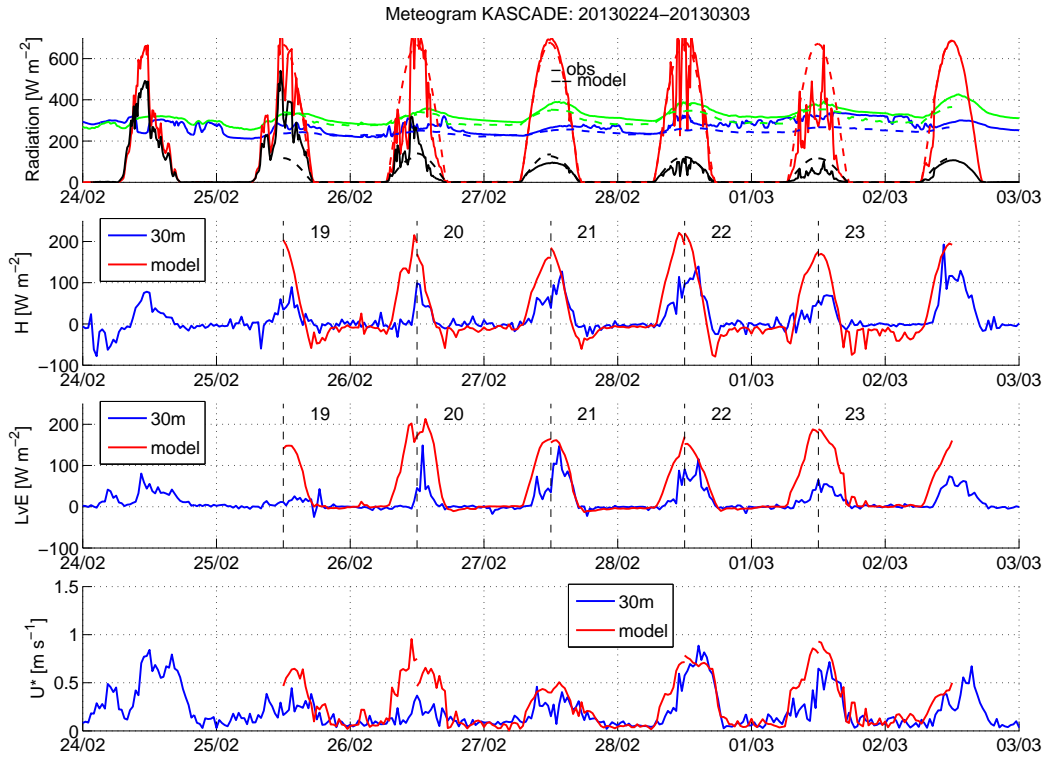 Meteogram KASCADE: 20130224−20130303
Radiation [W m−2]
600
400
200
0
obs
model
24/02 25/02 26/02 27/02 28/02 01/03 02/03 03/03
H [W m−2]
200
100
0
−100
30m
model
19 20 21 22 23
24/02 25/02 26/02 27/02 28/02 01/03 02/03 03/03
LvE [W m−2]
200
100
0
−100
30m
model
19 20 21 22 23
24/02 25/02 26/02 27/02 28/02 01/03 02/03 03/03
U* [m s−1]
1.5
1
0.5
0
30m
model
24/02 25/02 26/02 27/02 28/02 01/03 02/03 03/03